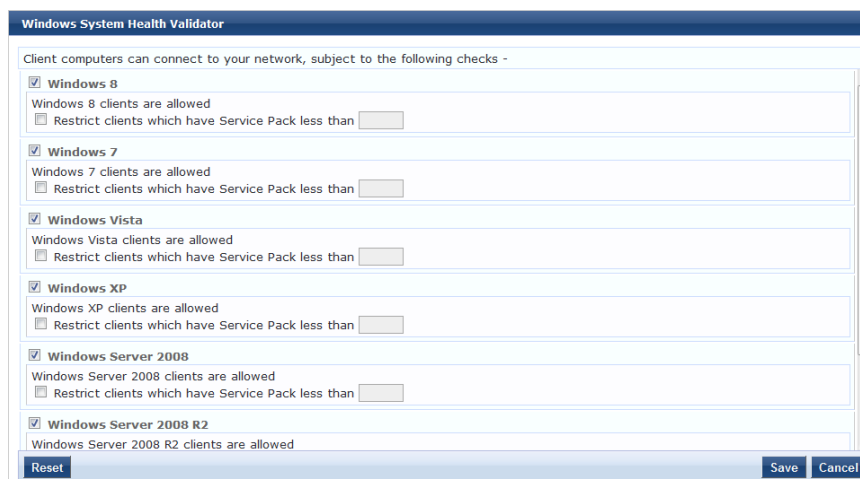 Windows System Health Validator
Client computers can connect to your network, subject to the following checks -
Windows 8
Windows 8 clients are allowed
Restrict clients which have Service Pack less than
Windows 7
Windows 7 clients are allowed
Restrict clients which have Service Pack less than
Windows Vista
Windows Vista clients are allowed
Restrict clients which have Service Pack less than
Windows XP
Windows XP clients are allowed
Restrict clients which have Service Pack less than
Windows Server 2008
Windows Server 2008 clients are allowed
Restrict clients which have Service Pack less than
Windows Server 2008 R2
Windows Server 2008 R2 clients are allowed
Reset Save Cancel